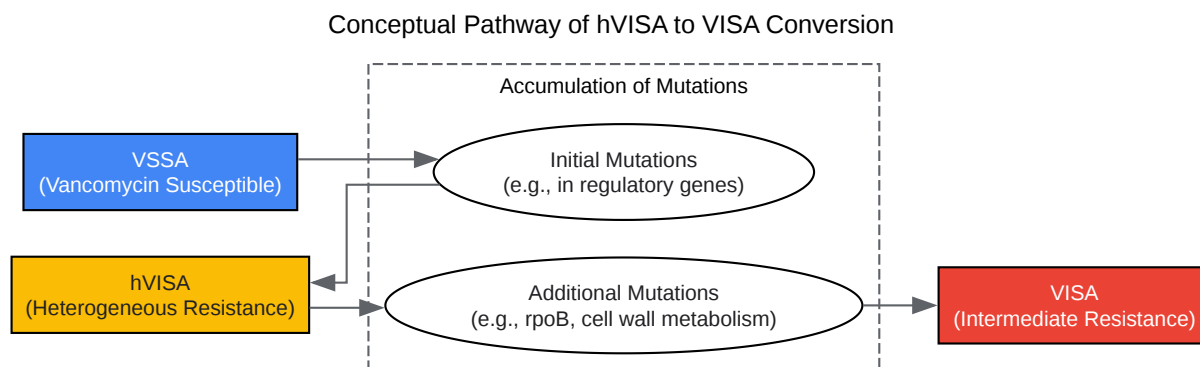 Conceptual Pathway of hVISA to VISA Conversion
Accumulation of Mutations
VSSA
(Vancomycin Susceptible)
Initial Mutations
(e.g., in regulatory genes)
hVISA
(Heterogeneous Resistance)
Additional Mutations
(e.g., rpoB, cell wall metabolism)
VISA
(Intermediate Resistance)